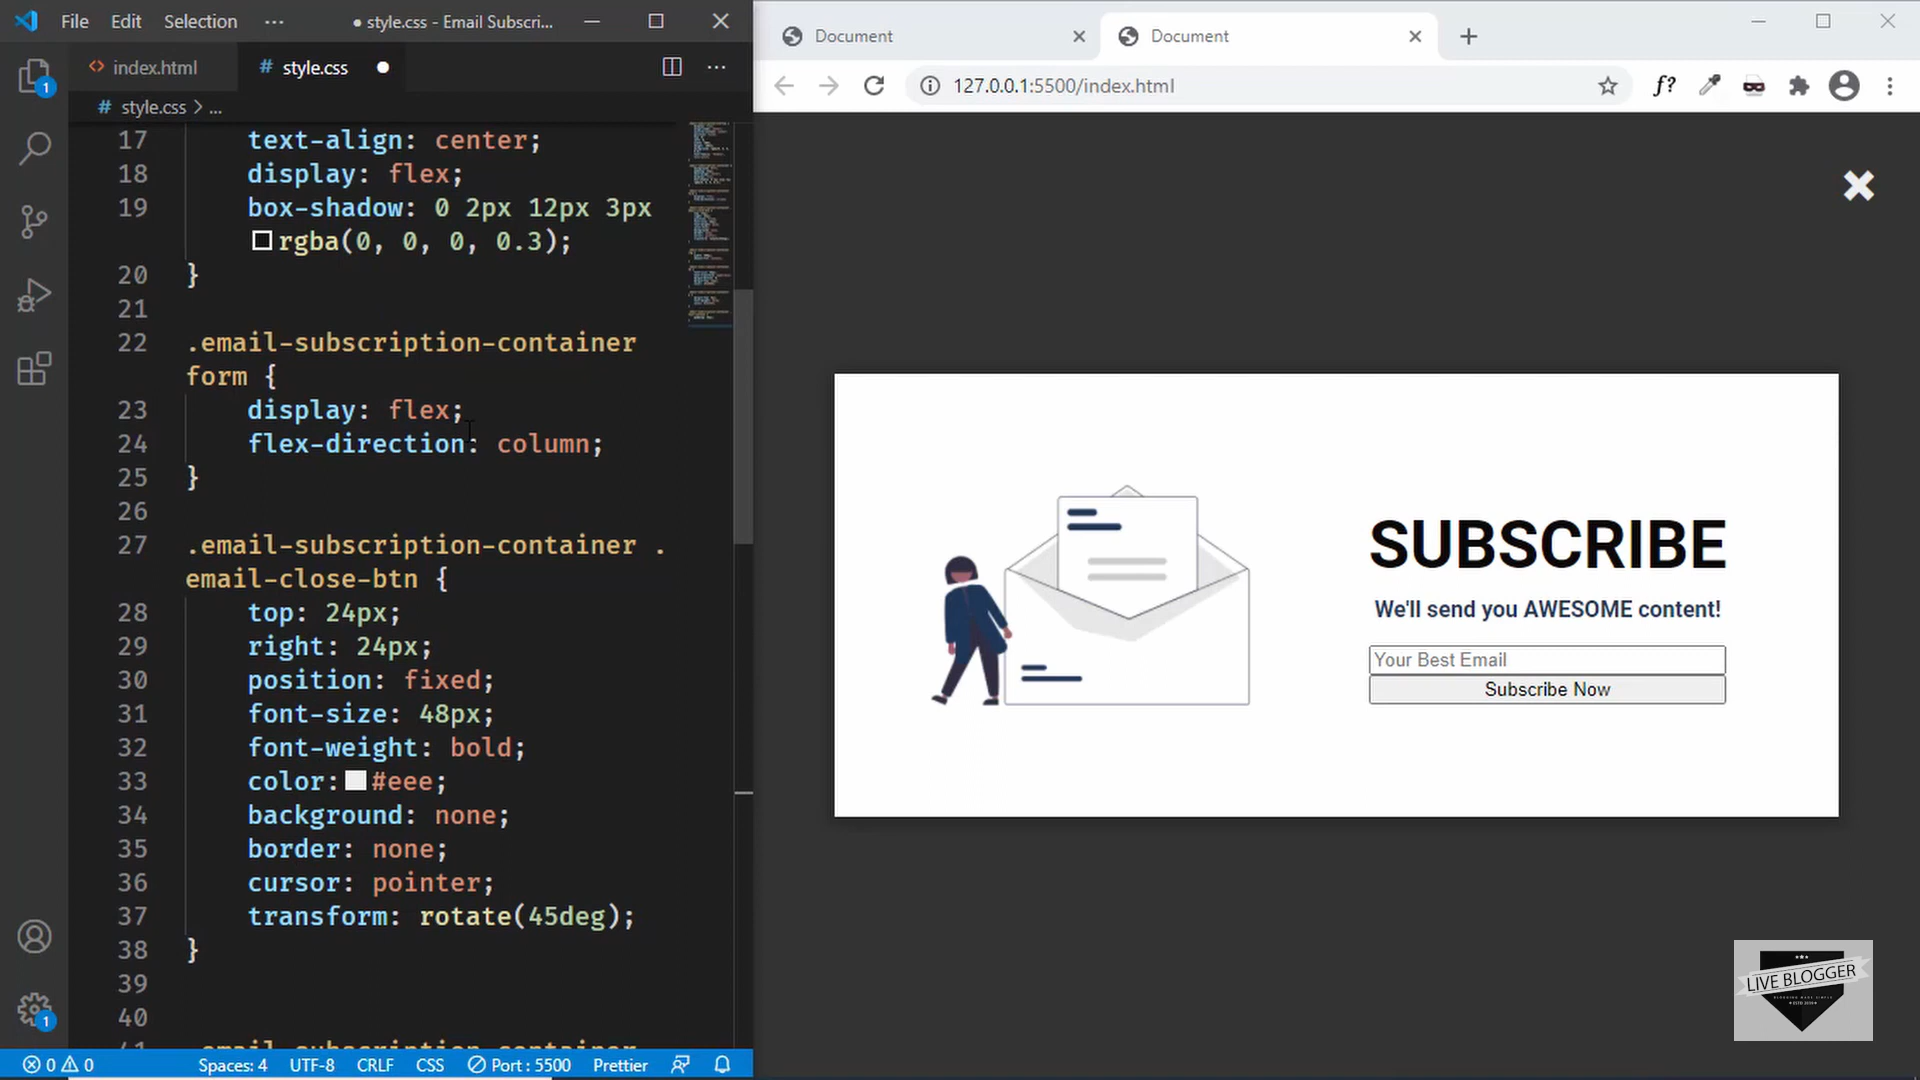 File Edit Selection ··· ● style.css - Email Subscri...
index.html # style.css ● ···
# style.css > ...
17 text-align: center;
18 display: flex;
19 box-shadow: 0 2px 12px 3px
rgba(0, 0, 0, 0.3);
20 }
21
22 .email-subscription-container
form {
23 display: flex;
24 flex-direction: column;
25 }
26
27 .email-subscription-container .
email-close-btn {
28 top: 24px;
29 right: 24px;
30 position: fixed;
31 font-size: 48px;
32 font-weight: bold;
33 color: #eee;
34 background: none;
35 border: none;
36 cursor: pointer;
37 transform: rotate(45deg);
38 }
39
40
41 .email-subscription-container
1
1
0 0 Spaces: 4 UTF-8 CRLF CSS Port : 5500 Prettier
Document Document
127.0.0.1:5500/index.html f?
SUBSCRIBE
We'll send you AWESOME content!
Your Best Email
Subscribe Now
LIVE BLOGGER